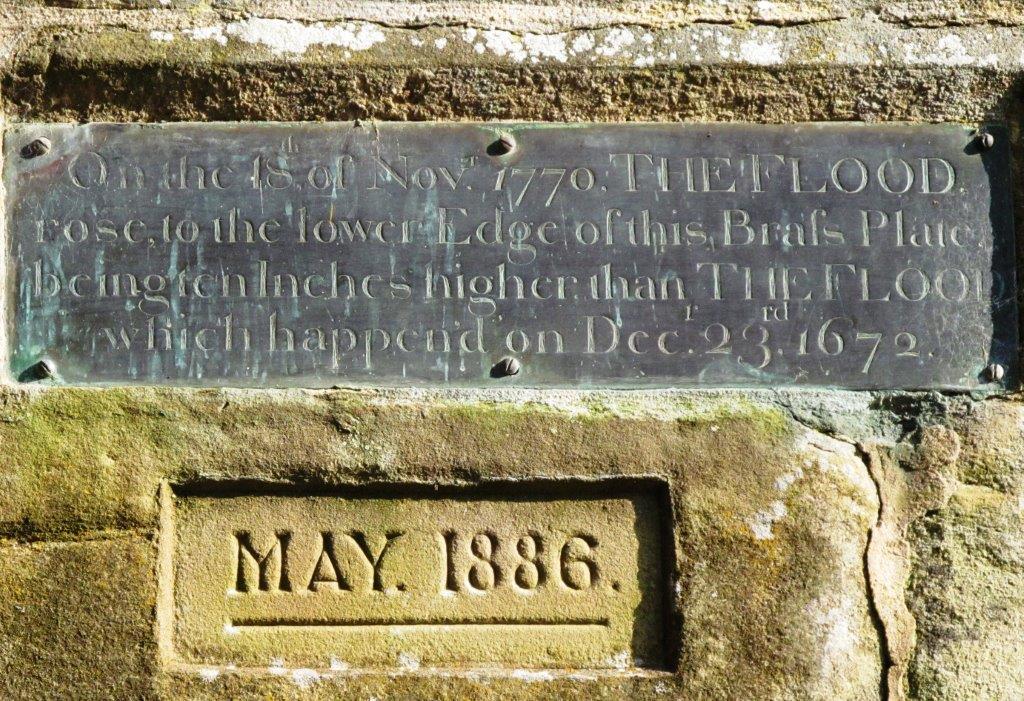 On the 18th of Novr. 1770, THE FLOOD,
rose, to the lower Edge of this, Braſs Plate,
being ten Inches higher than THE FLOOD
which happend on Decr. 23rd. 1672.
MAY. 1886.